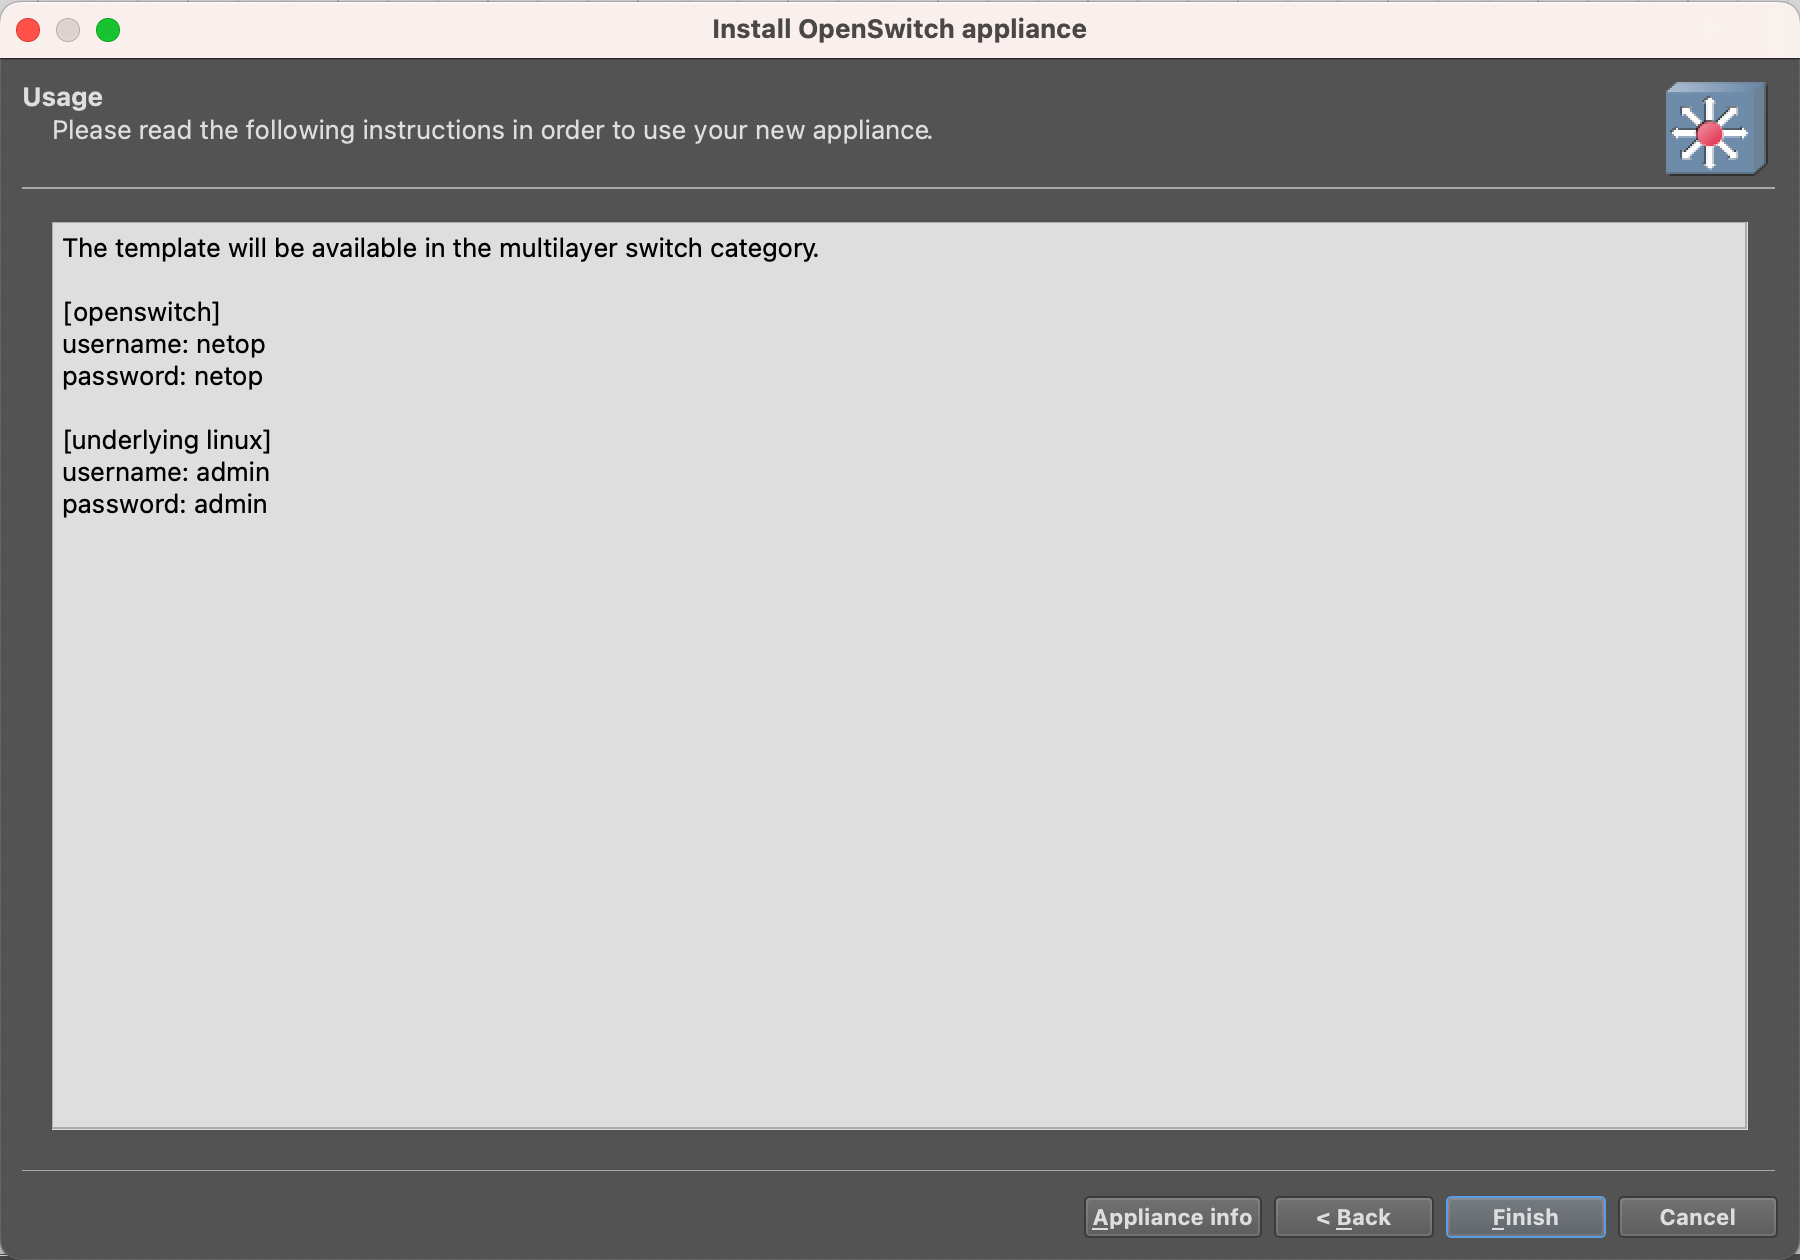 Install OpenSwitch appliance
Usage
Please read the following instructions in order to use your new appliance.
The template will be available in the multilayer switch category.
[openswitch]
username: netop
password: netop
[underlying linux]
username: admin
password: admin
Appliance info
< Back
Finish
Cancel